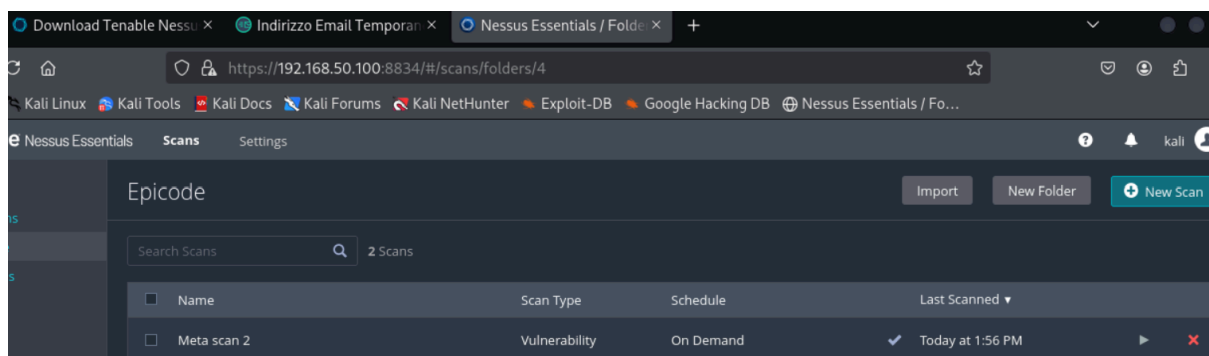 Download Tenable Nessu Indirizzo Email Temporan Nessus Essentials / Folde
https://192.168.50.100:8834/#/scans/folders/4
Kali Linux Kali Tools Kali Docs Kali Forums Kali NetHunter Exploit-DB Google Hacking DB Nessus Essentials / Fo...
e Nessus Essentials Scans Settings kali
Epicode Import New Folder New Scan
ns
Search Scans 2 Scans
s
Name Scan Type Schedule Last Scanned
Meta scan 2 Vulnerability On Demand Today at 1:56 PM